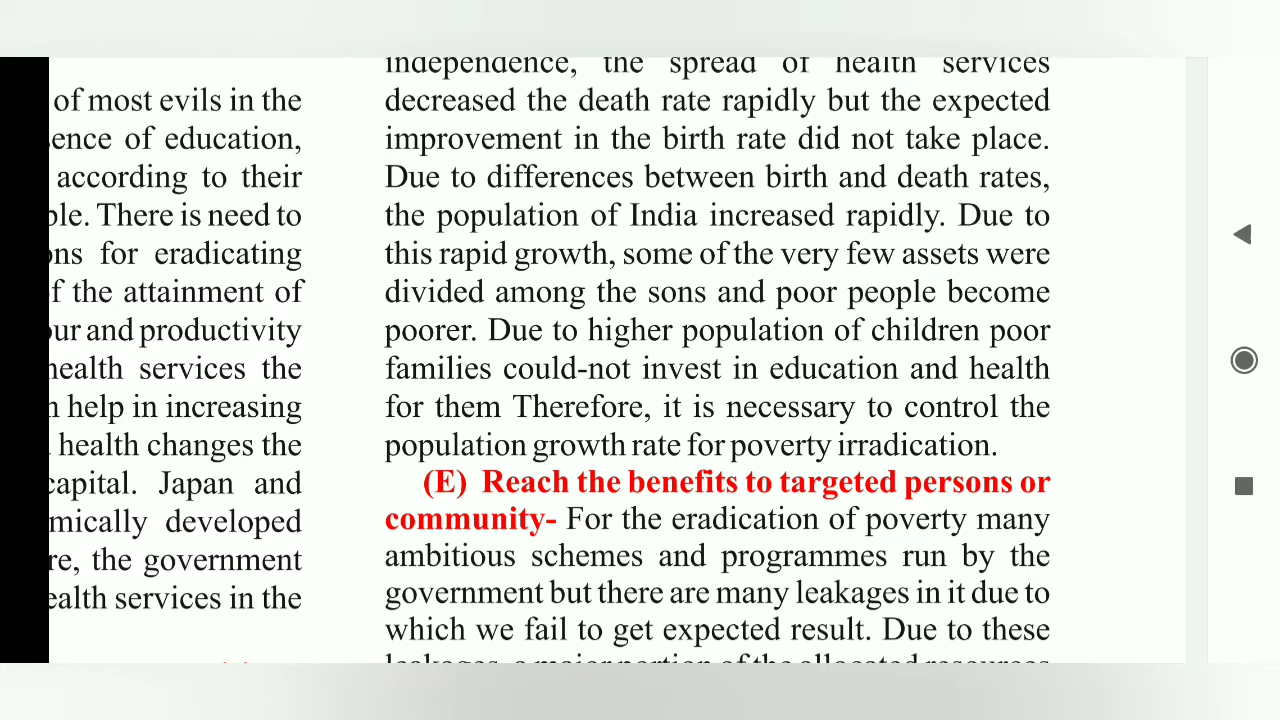 of most evils in the
of education,
according to their
There is need to
for eradicating
the attainment of
and productivity
health services the
help in increasing
health changes the
capital. Japan and
developed
the government
health services in the
independence, the spread of health services
decreased the death rate rapidly but the expected
improvement in the birth rate did not take place.
Due to differences between birth and death rates,
the population of India increased rapidly. Due to
this rapid growth, some of the very few assets were
divided among the sons and poor people become
poorer. Due to higher population of children poor
families could-not invest in education and health
for them Therefore, it is necessary to control the
population growth rate for poverty irradication.
(E) Reach the benefits to targeted persons or
community- For the eradication of poverty many
ambitious schemes and programmes run by the
government but there are many leakages in it due to
which we fail to get expected result. Due to these
leakages, a major portion of the allocated resources